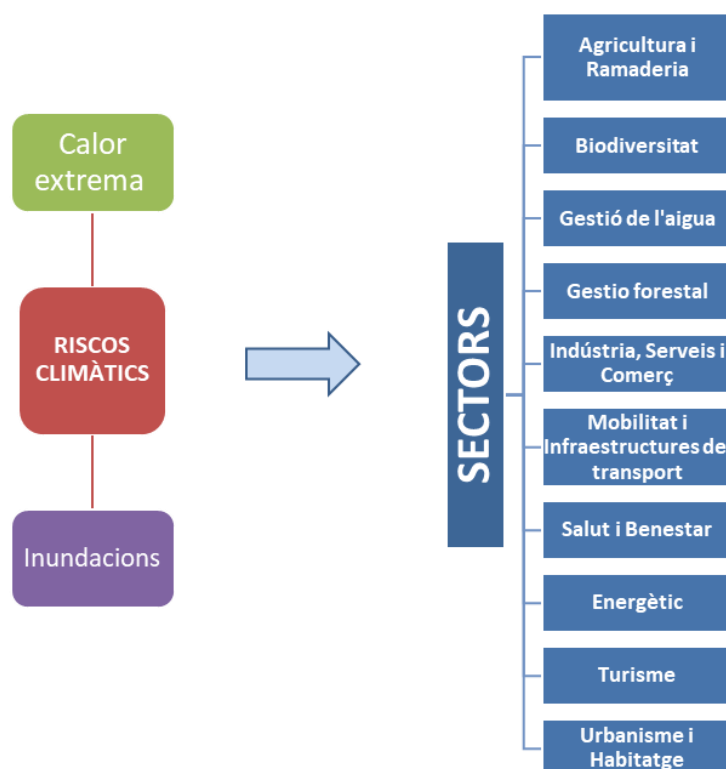 Calor
extrema
RISCOS
CLIMÀTICS
Inundacions
SECTORS
Agricultura i
Ramaderia
Biodiversitat
Gestió de l'aigua
Gestio forestal
Indústria, Serveis i
Comerç
Mobilitat i
Infraestructures de
transport
Salut i Benestar
Energètic
Turisme
Urbanisme i
Habitatge